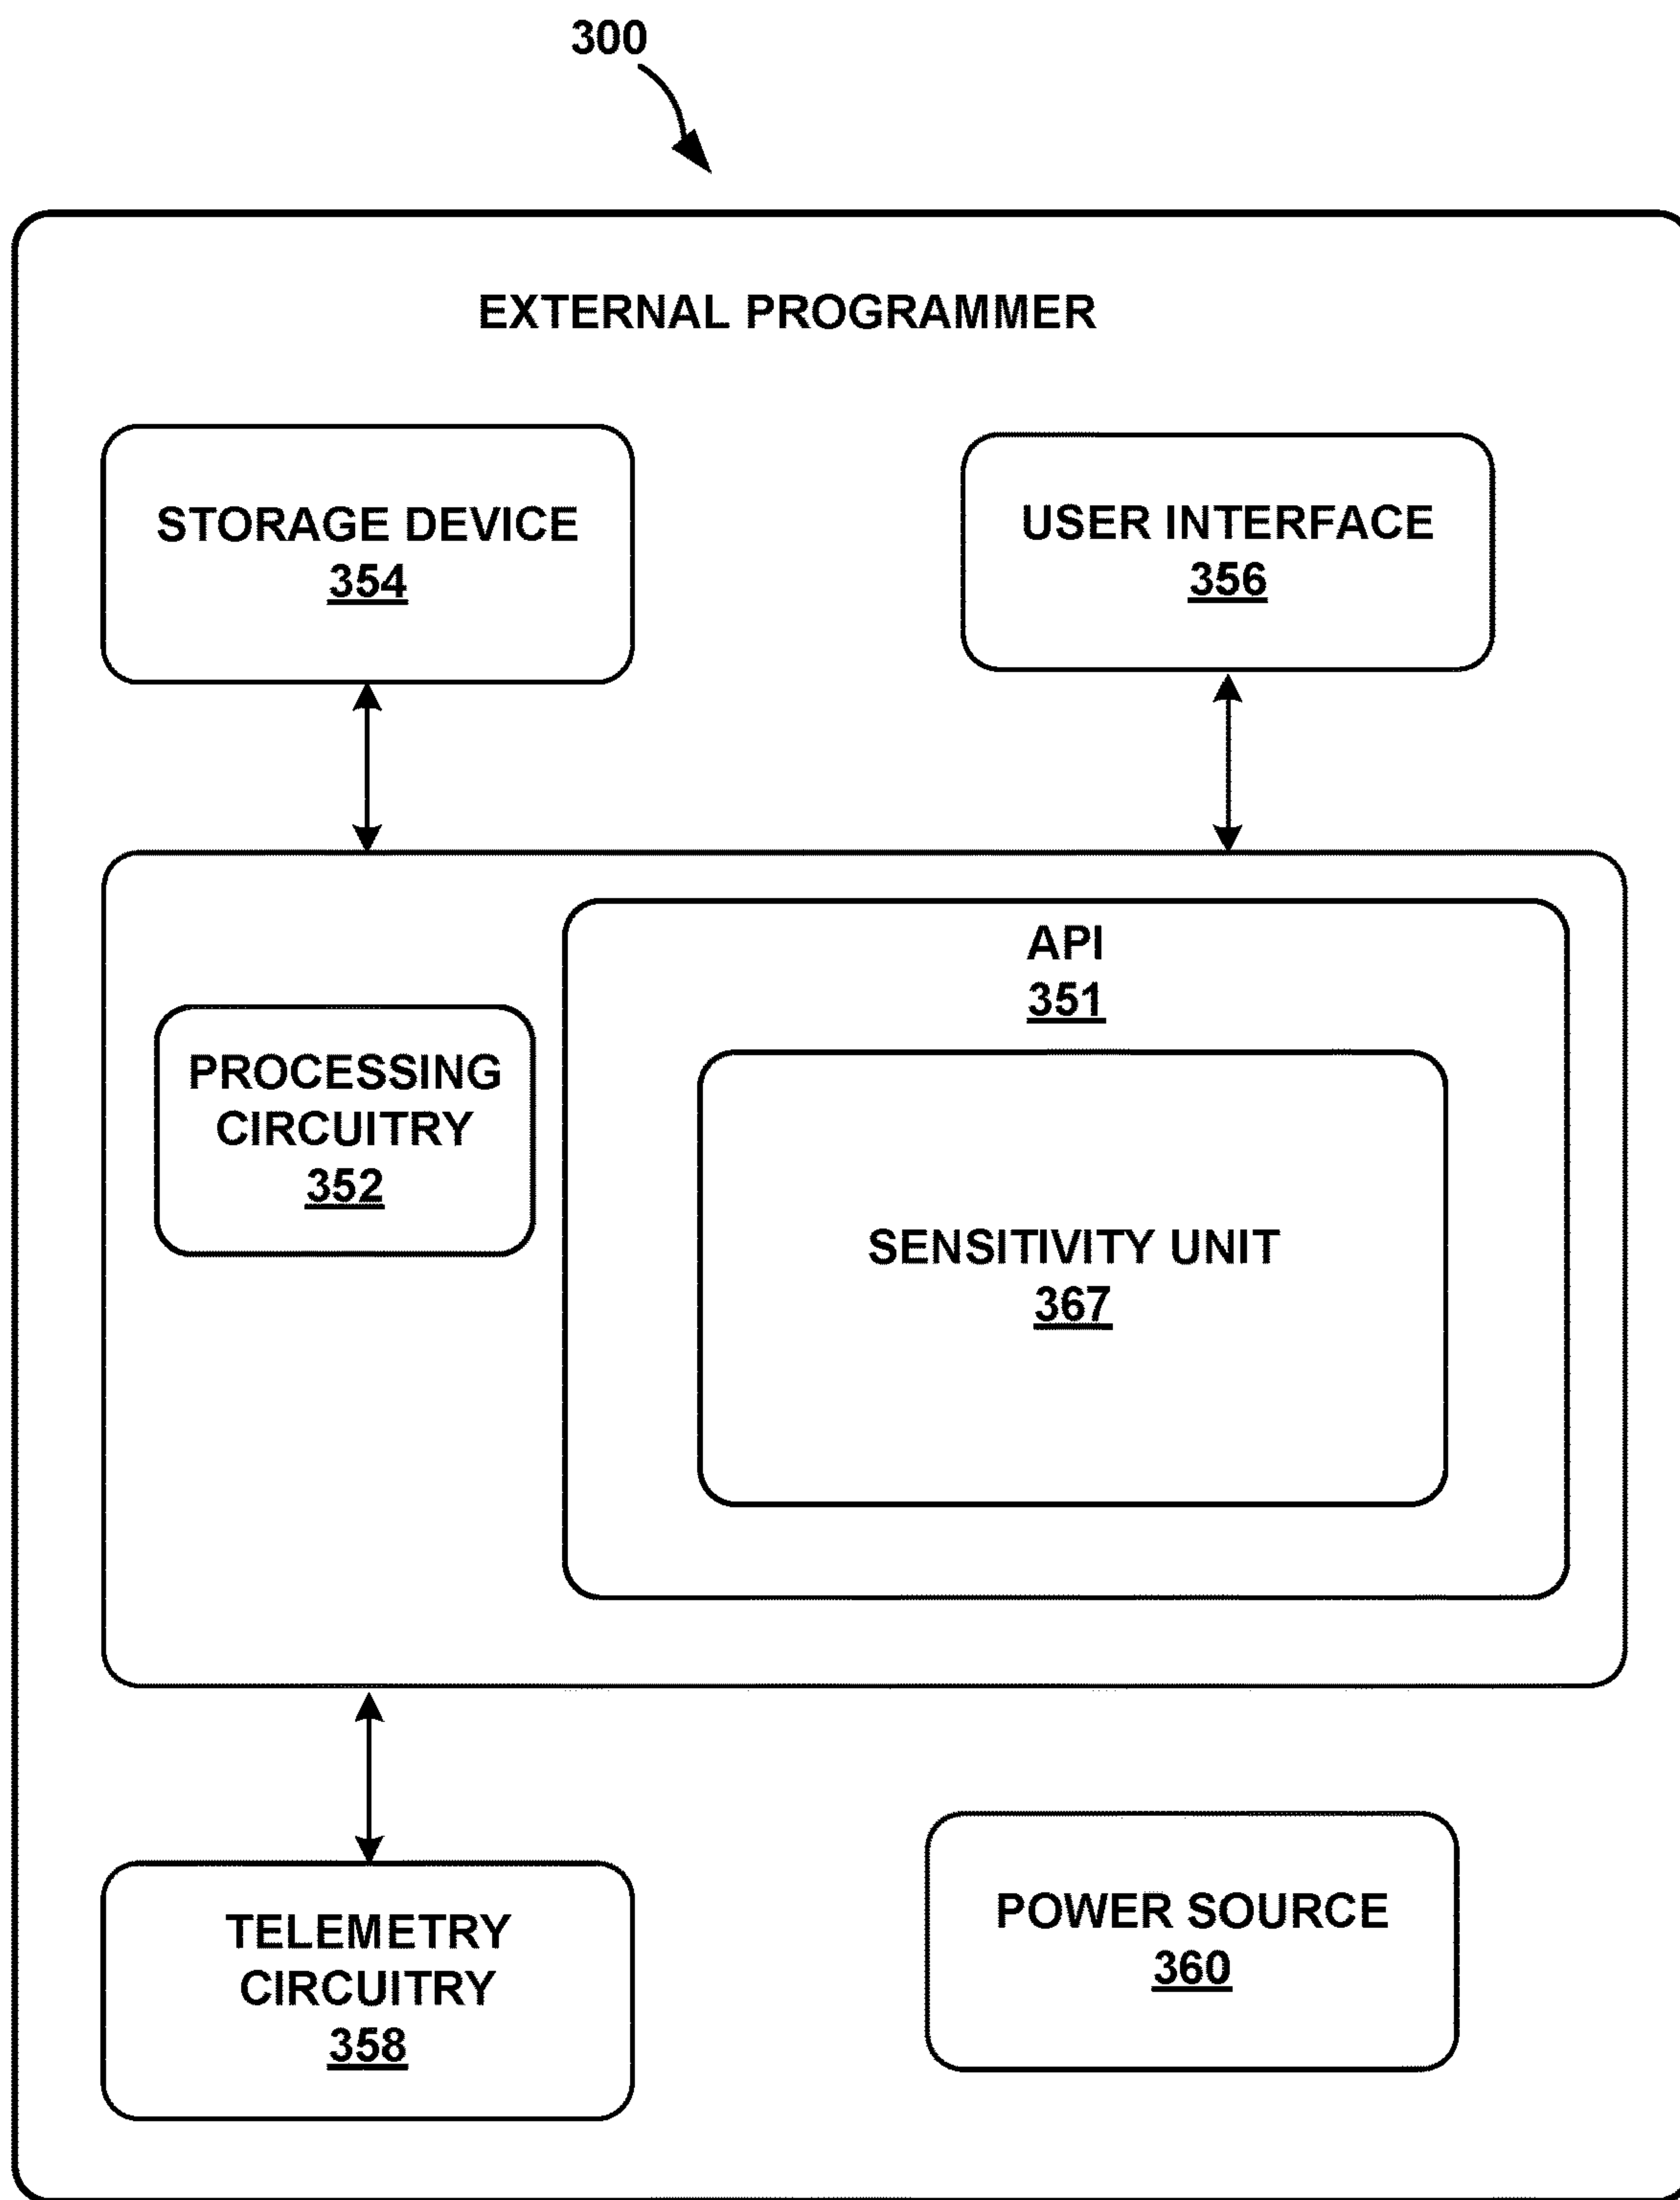 300
EXTERNAL PROGRAMMER
STORAGE DEVICE
354
USER INTERFACE
356
API
351
PROCESSING
CIRCUITRY
352
SENSITIVITY UNIT
367
TELEMETRY
CIRCUITRY
358
POWER SOURCE
360